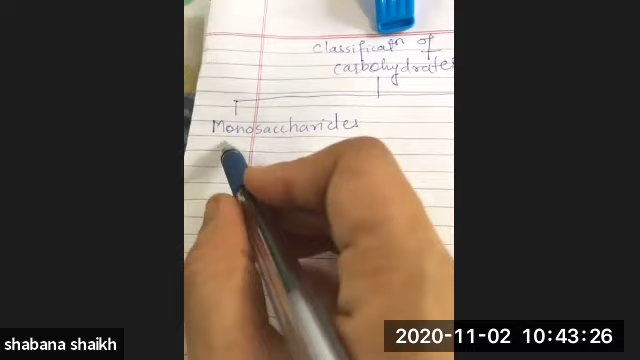 Classificatn of
Carbohydrates
Monosaccharides
shabana shaikh
2020-11-02 10:43:26